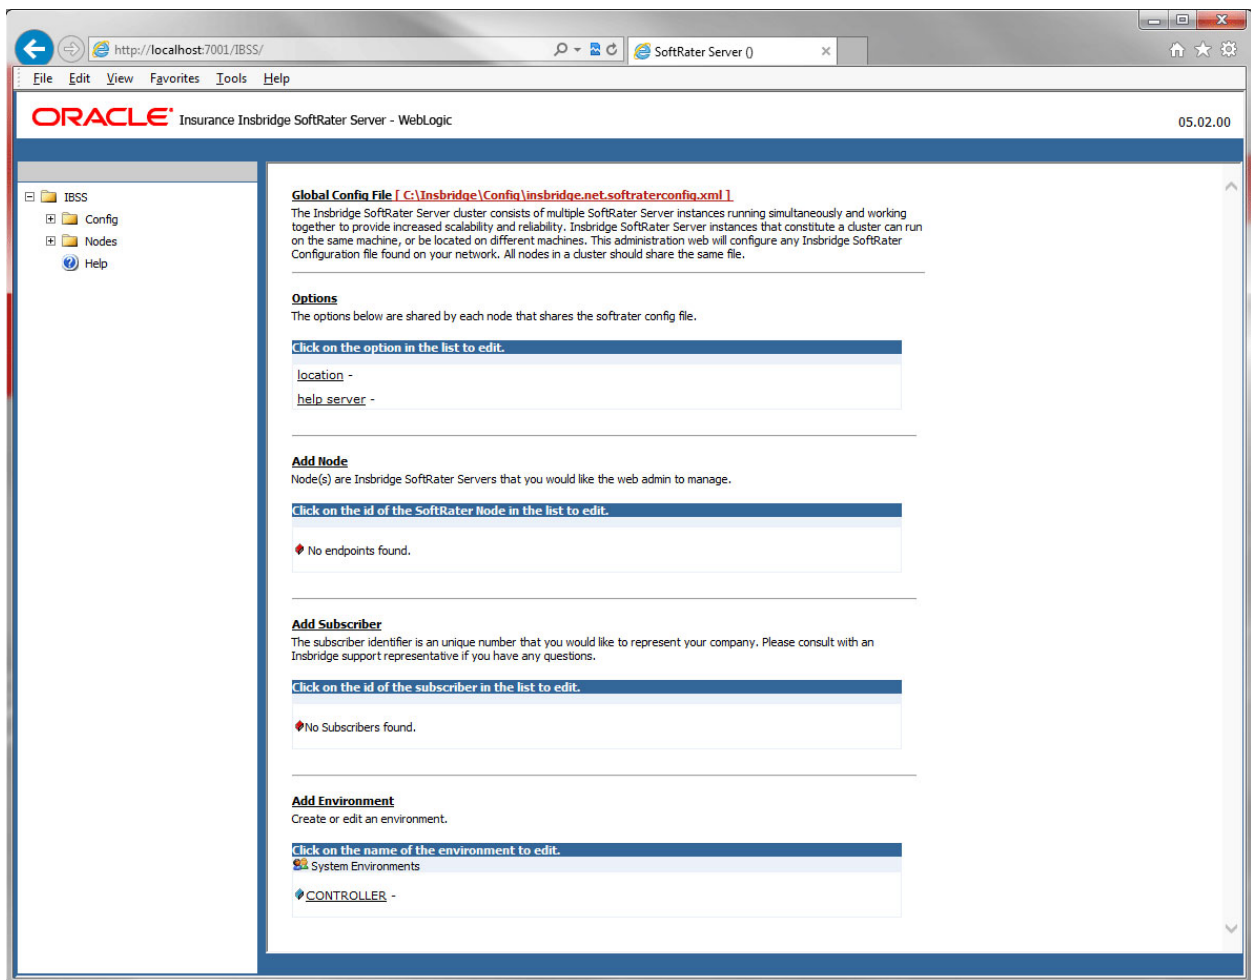 http://localhost:7001/IBSS/
SoftRater Server ()
File Edit View Favorites Tools Help
ORACLE Insurance Insbridge SoftRater Server - WebLogic
05.02.00
IBSS
Config
Nodes
Help
Global Config File [ C:\Insbridge\Config\insbridge.net.softraterconfig.xml ]
The Insbridge SoftRater Server cluster consists of multiple SoftRater Server instances running simultaneously and working
together to provide increased scalability and reliability. Insbridge SoftRater Server instances that constitute a cluster can run
on the same machine, or be located on different machines. This administration web will configure any Insbridge SoftRater
Configuration file found on your network. All nodes in a cluster should share the same file.
Options
The options below are shared by each node that shares the softrater config file.
Click on the option in the list to edit.
location -
help server -
Add Node
Node(s) are Insbridge SoftRater Servers that you would like the web admin to manage.
Click on the id of the SoftRater Node in the list to edit.
No endpoints found.
Add Subscriber
The subscriber identifier is an unique number that you would like to represent your company. Please consult with an
Insbridge support representative if you have any questions.
Click on the id of the subscriber in the list to edit.
No Subscribers found.
Add Environment
Create or edit an environment.
Click on the name of the environment to edit.
System Environments
CONTROLLER -